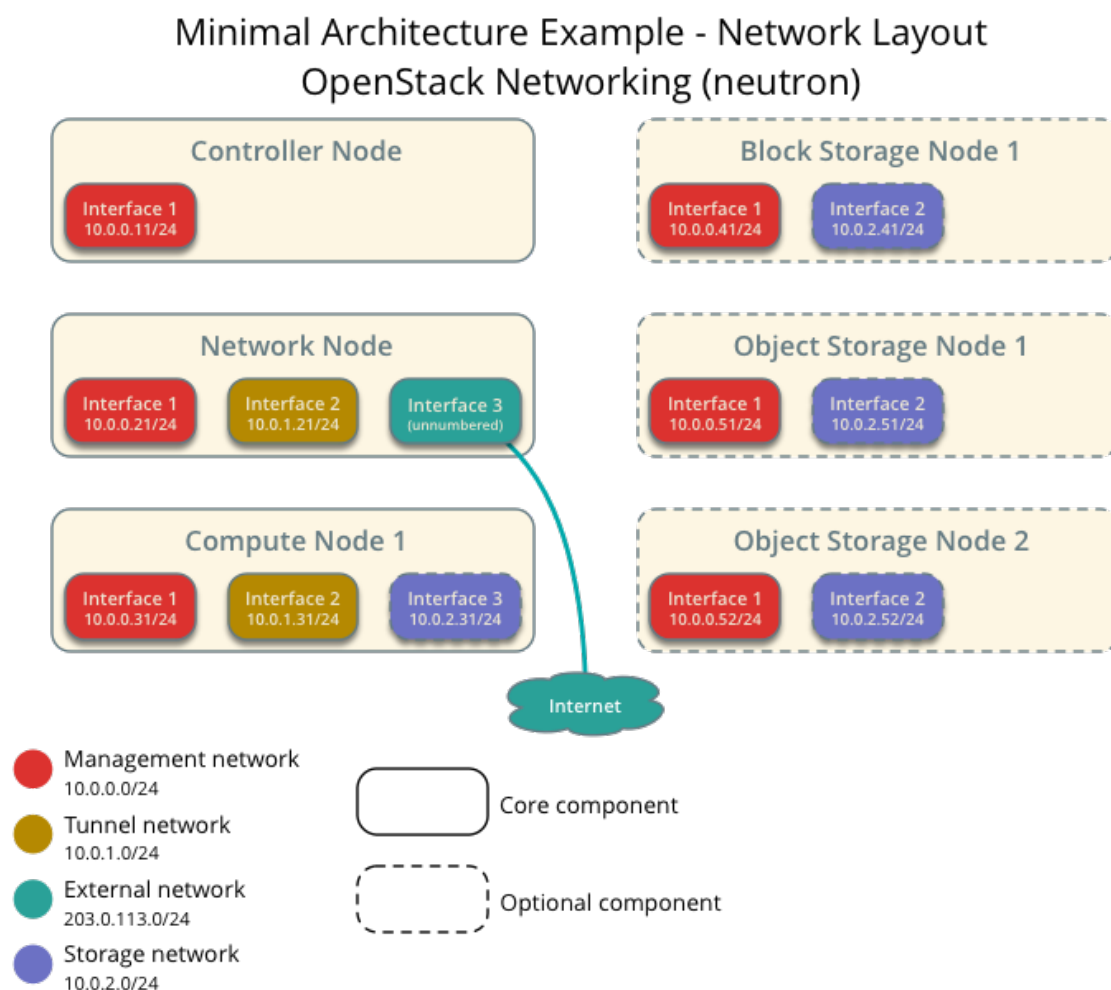 Minimal Architecture Example - Network Layout
OpenStack Networking (neutron)
Controller Node
Interface 1
10.0.0.11/24
Block Storage Node 1
Interface 1
10.0.0.41/24
Interface 2
10.0.2.41/24
Network Node
Interface 1
10.0.0.21/24
Interface 2
10.0.1.21/24
Interface 3
(unnumbered)
Object Storage Node 1
Interface 1
10.0.0.51/24
Interface 2
10.0.2.51/24
Compute Node 1
Interface 1
10.0.0.31/24
Interface 2
10.0.1.31/24
Interface 3
10.0.2.31/24
Object Storage Node 2
Interface 1
10.0.0.52/24
Interface 2
10.0.2.52/24
Internet
Management network
10.0.0.0/24
Tunnel network
10.0.1.0/24
External network
203.0.113.0/24
Storage network
10.0.2.0/24
Core component
Optional component